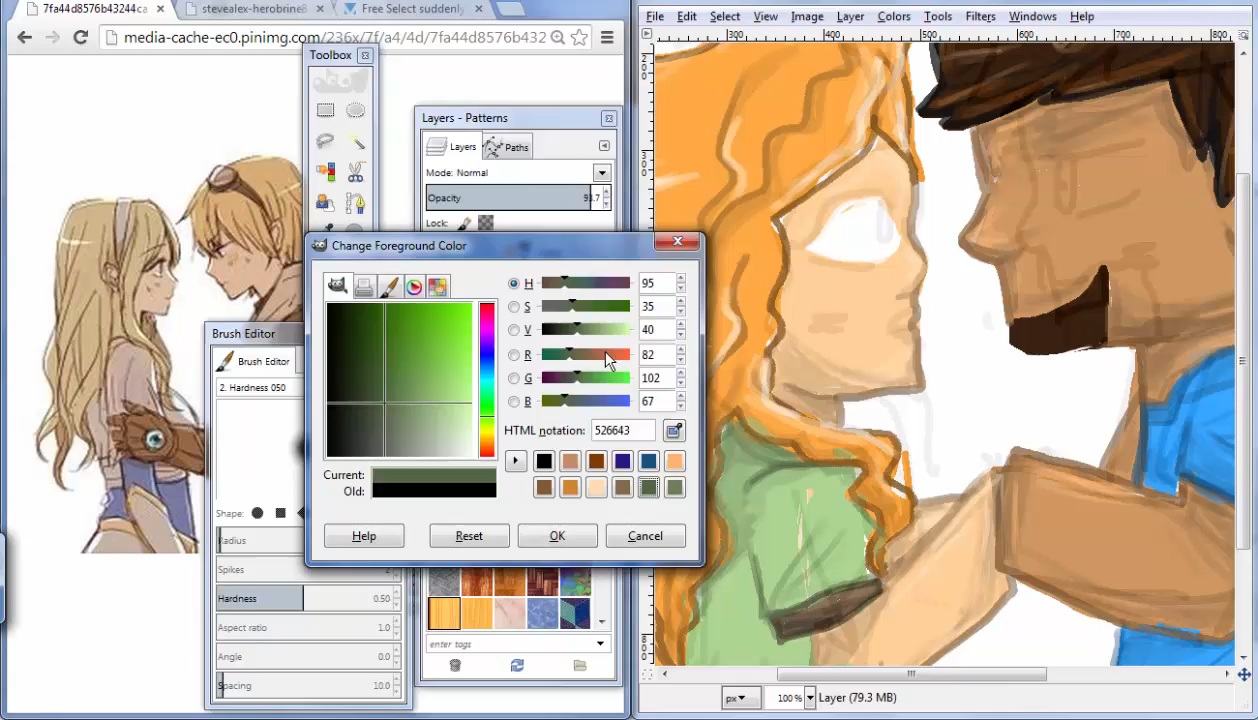 7fa44d8576b43244ca
stevealex-herobrine8
Free Select suddenly
media-cache-ec0.pinimg.com/236x/7f/a4/4d/7fa44d8576b432
File Edit Select View Image Layer Colors Tools Filters Windows Help
300 400 500 600 700 800
Toolbox
Layers - Patterns
Layers
Paths
Mode: Normal
Opacity
Lock:
Change Foreground Color
H 95
S 35
V 40
R 82
G 102
B 67
HTML notation: 526643
Current:
Old:
Help Reset OK Cancel
Brush Editor
Brush Editor
2. Hardness 050
Shape:
Radius
Spikes
Hardness 0.50
Aspect ratio 1.0
Angle 0.0
Spacing 10.0
enter tags
px 100 % Layer (79.3 MB)